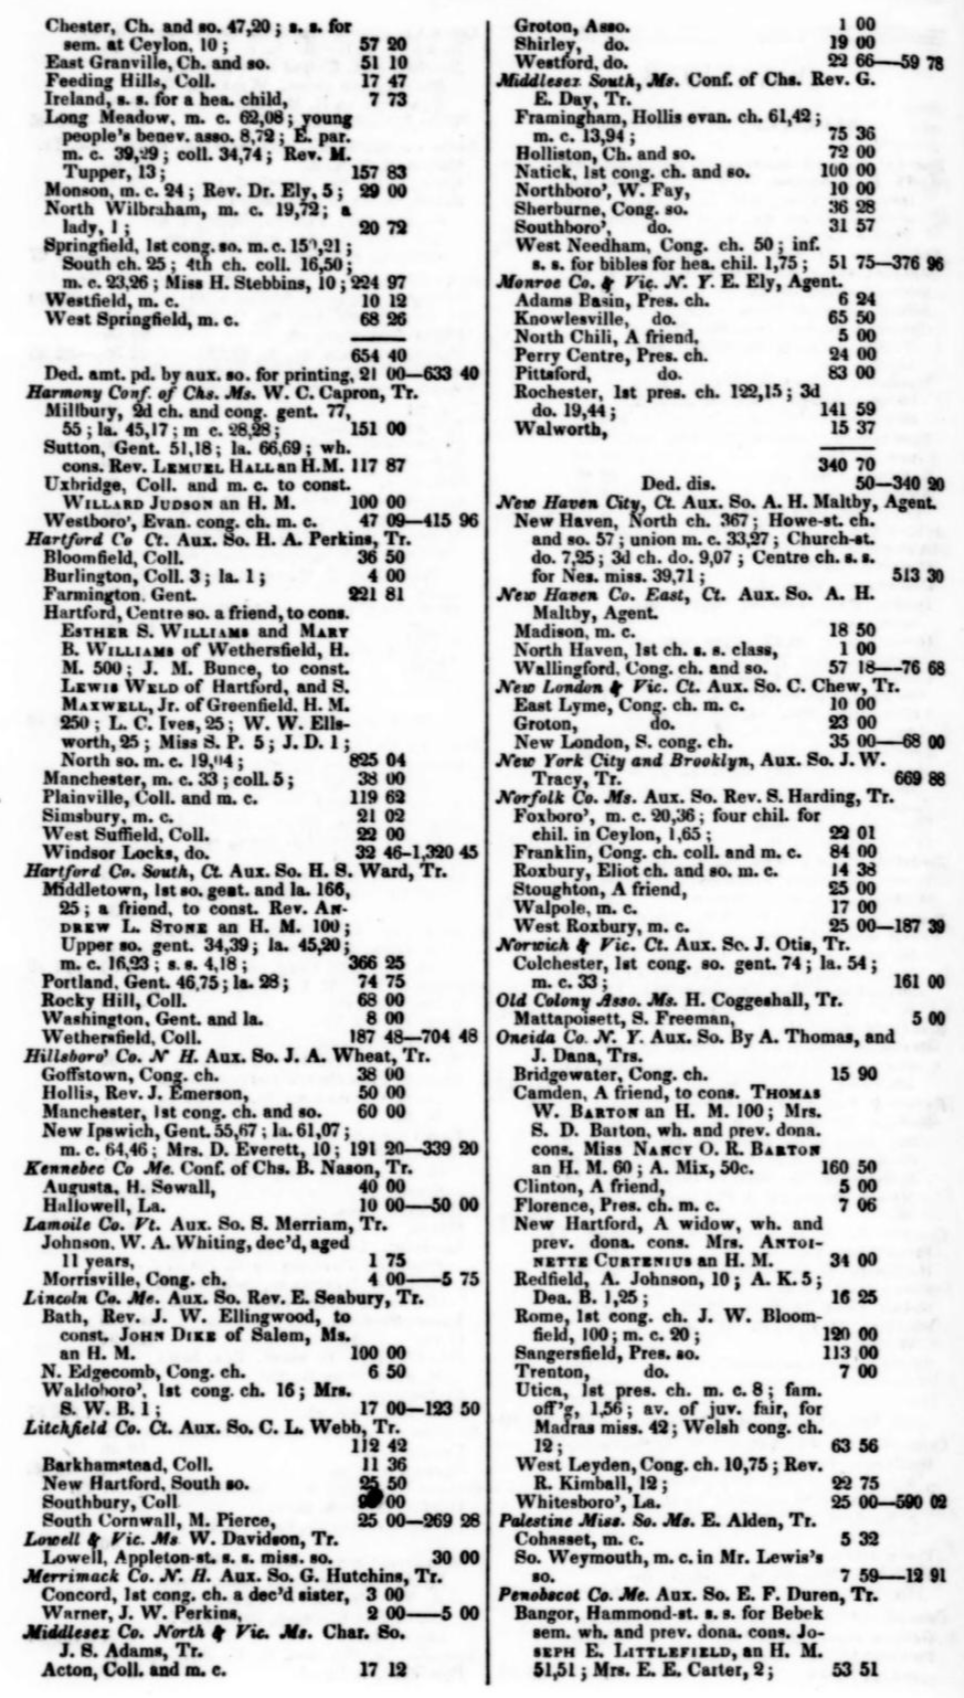 Chester, Ch. and so. 47,20; s. s. for
sem. at Ceylon, 10; 57 20
East Granville, Ch. and so. 51 10
Feeding Hills, Coll. 17 47
Ireland, s. s. for a hea. child, 7 73
Long Meadow, m. c. 62,08; young
people's benev. asso. 8,72; E. par.
m. c. 39,29; coll. 34,74; Rev. M.
Tupper, 13; 157 83
Monson, m. c. 24; Rev. Dr. Ely, 5; 29 00
North Wilbraham, m. c. 19,72; a
lady, 1; 20 72
Springfield, 1st cong. so. m. c. 21;
South ch. 25; 4th ch. coll. 16,50;
m. c. 23,26; Miss H. Stebbins, 10; 224 97
Westfield, m. c. 10 12
West Springfield, m. c. 68 26
654 40
Ded. amt. pd. by aux. so. for printing, 21 00—633 40
Harmony Conf. of Chs. Ms. W. C. Capron, Tr.
Millbury, 2d ch. and cong. gent. 77,
55; la. 45,17; m c. 28,28; 151 00
Sutton, Gent. 51,18; la. 66,69; wh.
cons. Rev. LEMUEL HALL an H.M. 117 87
Uxbridge, Coll. and m. c. to const.
WILLARD JUDSON an H. M. 100 00
Westboro', Evan. cong. ch. m. c. 47 09—415 96
Hartford Co Ct. Aux. So. H. A. Perkins, Tr.
Bloomfield, Coll. 36 50
Burlington, Coll. 3; la. 1; 4 00
Farmington, Gent. 221 81
Hartford, Centre so. a friend, to cons.
ESTHER S. WILLIAMS and MARY
B. WILLIAMS of Wethersfield, H.
M. 500; J. M. Bunce, to const.
LEWIS WELD of Hartford, and S.
MAXWELL, Jr. of Greenfield, H. M.
250; L. C. Ives, 25; W. W. Ells-
worth, 25; Miss S. P. 5; J. D. 1;
North so. m. c. 19,04; 825 04
Manchester, m. c. 33; coll. 5; 38 00
Plainville, Coll. and m. c. 119 62
Simsbury, m. c. 21 02
West Suffield, Coll. 22 00
Windsor Locks, do. 32 46-1,320 45
Hartford Co. South, Ct. Aux. So. H. S. Ward, Tr.
Middletown, 1st so. gent. and la. 166,
25; a friend, to const. Rev. AN-
DREW L. STONE an H. M. 100;
Upper so. gent. 34,39; la. 45,20;
m. c. 16,23; s. s. 4,18; 366 25
Portland, Gent. 46,75; la. 28; 74 75
Rocky Hill, Coll. 68 00
Washington, Gent. and la. 8 00
Wethersfield, Coll. 187 48—704 48
Hillsboro' Co. N H. Aux. So. J. A. Wheat, Tr.
Goffstown, Cong. ch. 38 00
Hollis, Rev. J. Emerson, 50 00
Manchester, 1st cong. ch. and so. 60 00
New Ipswich, Gent. 55,67; la. 61,07;
m. c. 64,46; Mrs. D. Everett, 10; 191 20—339 20
Kennebec Co Me. Conf. of Chs. B. Nason, Tr.
Augusta, H. Sewall, 40 00
Hallowell, La. 10 00—50 00
Lamoile Co. Vt. Aux. So. S. Merriam, Tr.
Johnson, W. A. Whiting, dec'd, aged
11 years, 1 75
Morrisville, Cong. ch. 4 00—5 75
Lincoln Co. Me. Aux. So. Rev. E. Seabury, Tr.
Bath, Rev. J. W. Ellingwood, to
const. JOHN DIKE of Salem, Ms.
an H. M. 100 00
N. Edgecomb, Cong. ch. 6 50
Waldoboro', 1st cong. ch. 16; Mrs.
S. W. B. 1; 17 00—123 50
Litchfield Co. Ct. Aux. So. C. L. Webb, Tr.
112 42
Barkhamstead, Coll. 11 36
New Hartford, South so. 25 50
Southbury, Coll 00
South Cornwall, M. Pierce, 25 00—269 28
Lowell & Vic. Ms W. Davidson, Tr.
Lowell, Appleton-st. s. s. miss. so. 30 00
Merrimack Co. N. H. Aux. So. G. Hutchins, Tr.
Concord, 1st cong. ch. a dec'd sister, 3 00
Warner, J. W. Perkins, 2 00—5 00
Middlesex Co. North & Vic. Ms. Char. So.
J. S. Adams, Tr.
Acton, Coll. and m. c. 17 12
Groton, Asso. 1 00
Shirley, do. 19 00
Westford, do. 22 66—59 78
Middlesex South, Ms. Conf. of Chs. Rev. G.
E. Day, Tr.
Framingham, Hollis evan. ch. 61,42;
m. c. 13,94; 75 36
Holliston, Ch. and so. 72 00
Natick, 1st cong. ch. and so. 100 00
Northboro', W. Fay, 10 00
Sherburne, Cong. so. 36 28
Southboro', do. 31 57
West Needham, Cong. ch. 50; inf.
s. s. for bibles for hea. chil. 1,75; 51 75—376 96
Monroe Co. & Vic. N. Y. E. Ely, Agent.
Adams Basin, Pres. ch. 6 24
Knowlesville, do. 65 50
North Chili, A friend, 5 00
Perry Centre, Pres. ch. 24 00
Pittsford, do. 83 00
Rochester, 1st pres. ch. 122,15; 3d
do. 19,44; 141 59
Walworth, 15 37
340 70
Ded. dis. 50—340 20
New Haven City, Ct. Aux. So. A. H. Maltby, Agent.
New Haven, North ch. 367; Howe-st. ch.
and so. 57; union m. c. 33,27; Church-st.
do. 7,25; 3d ch. do. 9,07; Centre ch. s. s.
for Nes. miss. 39,71; 513 30
New Haven Co. East, Ct. Aux. So. A. H.
Maltby, Agent.
Madison, m. c. 18 50
North Haven, 1st ch. s. s. class, 1 00
Wallingford, Cong. ch. and so. 57 18—76 68
New London & Vic. Ct. Aux. So. C. Chew, Tr.
East Lyme, Cong. ch. m. c. 10 00
Groton, do. 23 00
New London, S. cong. ch. 35 00—68 00
New York City and Brooklyn, Aux. So. J. W.
Tracy, Tr. 669 88
Norfolk Co. Ms. Aux. So. Rev. S. Harding, Tr.
Foxboro', m. c. 20,36; four chil. for
chil. in Ceylon, 1,65; 22 01
Franklin, Cong. ch. coll. and m. c. 84 00
Roxbury, Eliot ch. and so. m. c. 14 38
Stoughton, A friend, 25 00
Walpole, m. c. 17 00
West Roxbury, m. c. 25 00—187 39
Norwich & Vic. Ct. Aux. So. J. Otis, Tr.
Colchester, 1st cong. so. gent. 74; la. 54;
m. c. 33; 161 00
Old Colony Asso. Ms. H. Coggeshall, Tr.
Mattapoisett, S. Freeman, 5 00
Oneida Co. N. Y. Aux. So. By A. Thomas, and
J. Dana, Trs.
Bridgewater, Cong. ch. 15 90
Camden, A friend, to cons. THOMAS
W. BARTON an H. M. 100; Mrs.
S. D. Barton, wh. and prev. dona.
cons. Miss NANCY O. R. BARTON
an H. M. 60; A. Mix, 50c. 160 50
Clinton, A friend, 5 00
Florence, Pres. ch. m. c. 7 06
New Hartford, A widow, wh. and
prev. dona. cons. Mrs. ANTOI-
NETTE CURTENIUS an H. M. 34 00
Redfield, A. Johnson, 10; A. K. 5;
Dea. B. 1,25; 16 25
Rome, 1st cong. ch. J. W. Bloom-
field, 100; m. c. 20; 120 00
Sangersfield, Pres. so. 113 00
Trenton, do. 7 00
Utica, 1st pres. ch. m. c. 8; fam.
off'g, 1,56; av. of juv. fair, for
Madras miss. 42; Welsh cong. ch.
12; 63 56
West Leyden, Cong. ch. 10,75; Rev.
R. Kimball, 12; 22 75
Whitesboro', La. 25 00—590 02
Palestine Miss. So. Ms. E. Alden, Tr.
Cohasset, m. c. 5 32
So. Weymouth, m. c. in Mr. Lewis's
so. 7 59—12 91
Penobscot Co. Me. Aux. So. E. F. Duren, Tr.
Bangor, Hammond-st. s. s. for Bebek
sem. wh. and prev. dona. cons. Jo-
SEPH E. LITTLEFIELD, an H. M.
51,51; Mrs. E. E. Carter, 2; 53 51